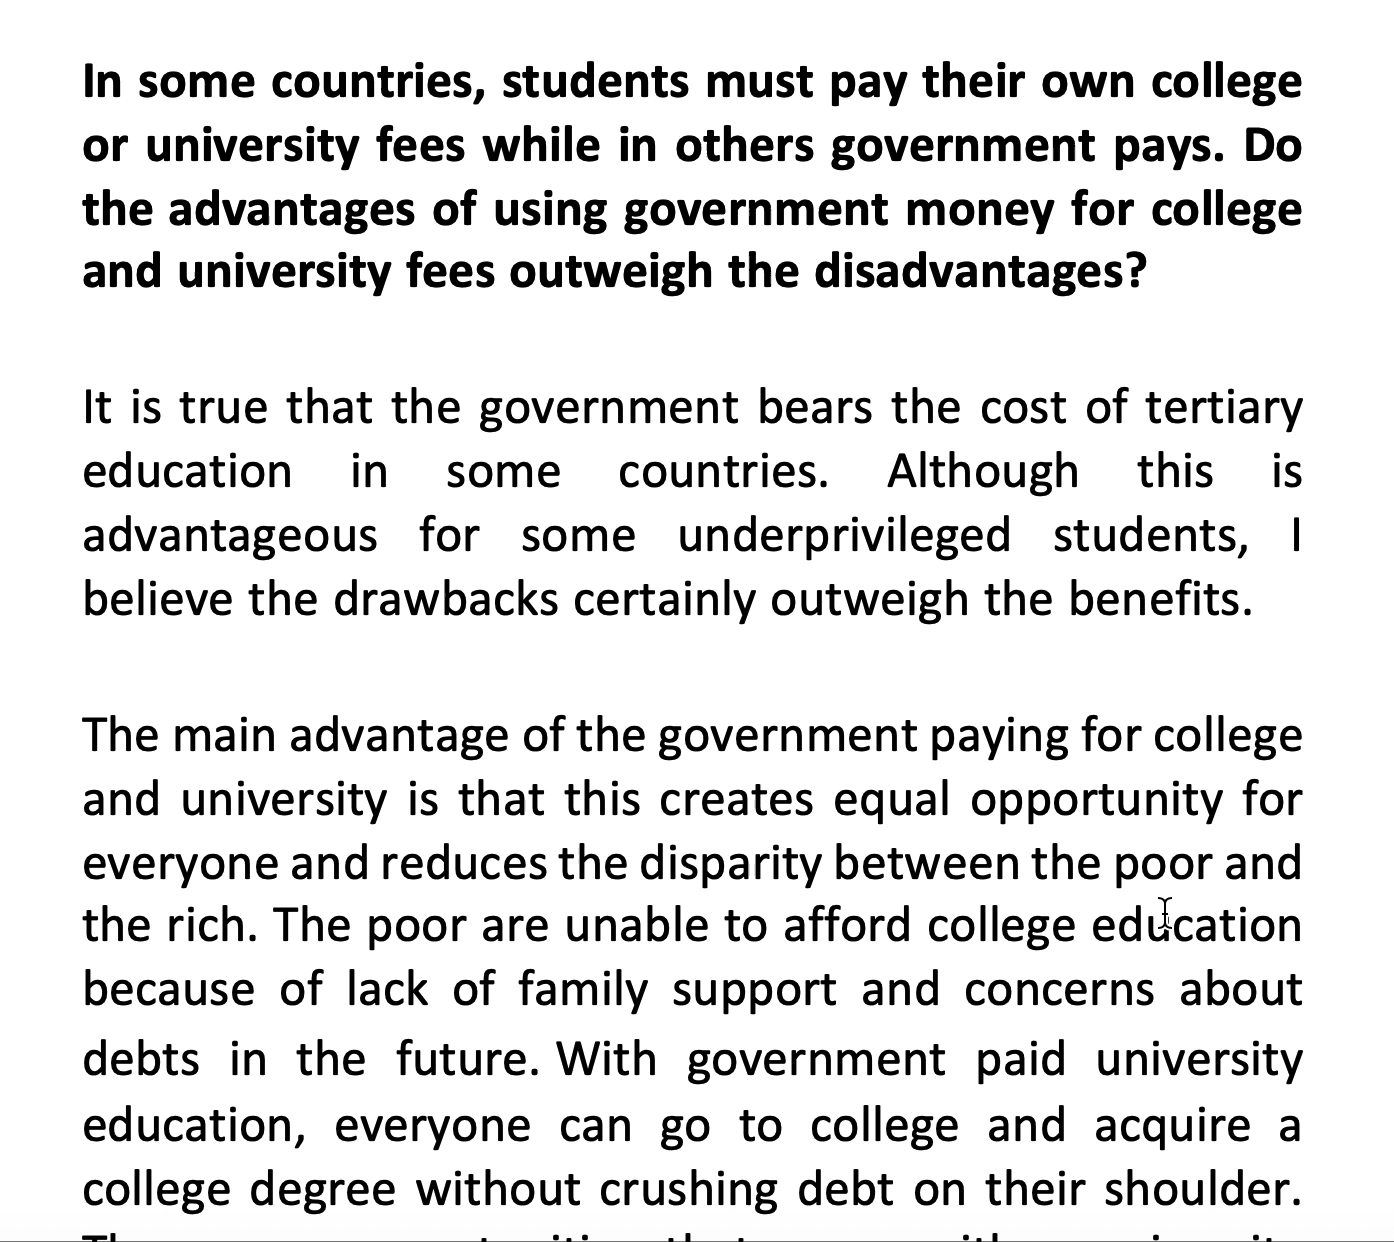 In some countries, students must pay their own college
or university fees while in others government pays. Do
the advantages of using government money for college
and university fees outweigh the disadvantages?
It is true that the government bears the cost of tertiary
education in some countries. Although this is
advantageous for some underprivileged students, I
believe the drawbacks certainly outweigh the benefits.
The main advantage of the government paying for college
and university is that this creates equal opportunity for
everyone and reduces the disparity between the poor and
the rich. The poor are unable to afford college education
because of lack of family support and concerns about
debts in the future. With government paid university
education, everyone can go to college and acquire a
college degree without crushing debt on their shoulder.